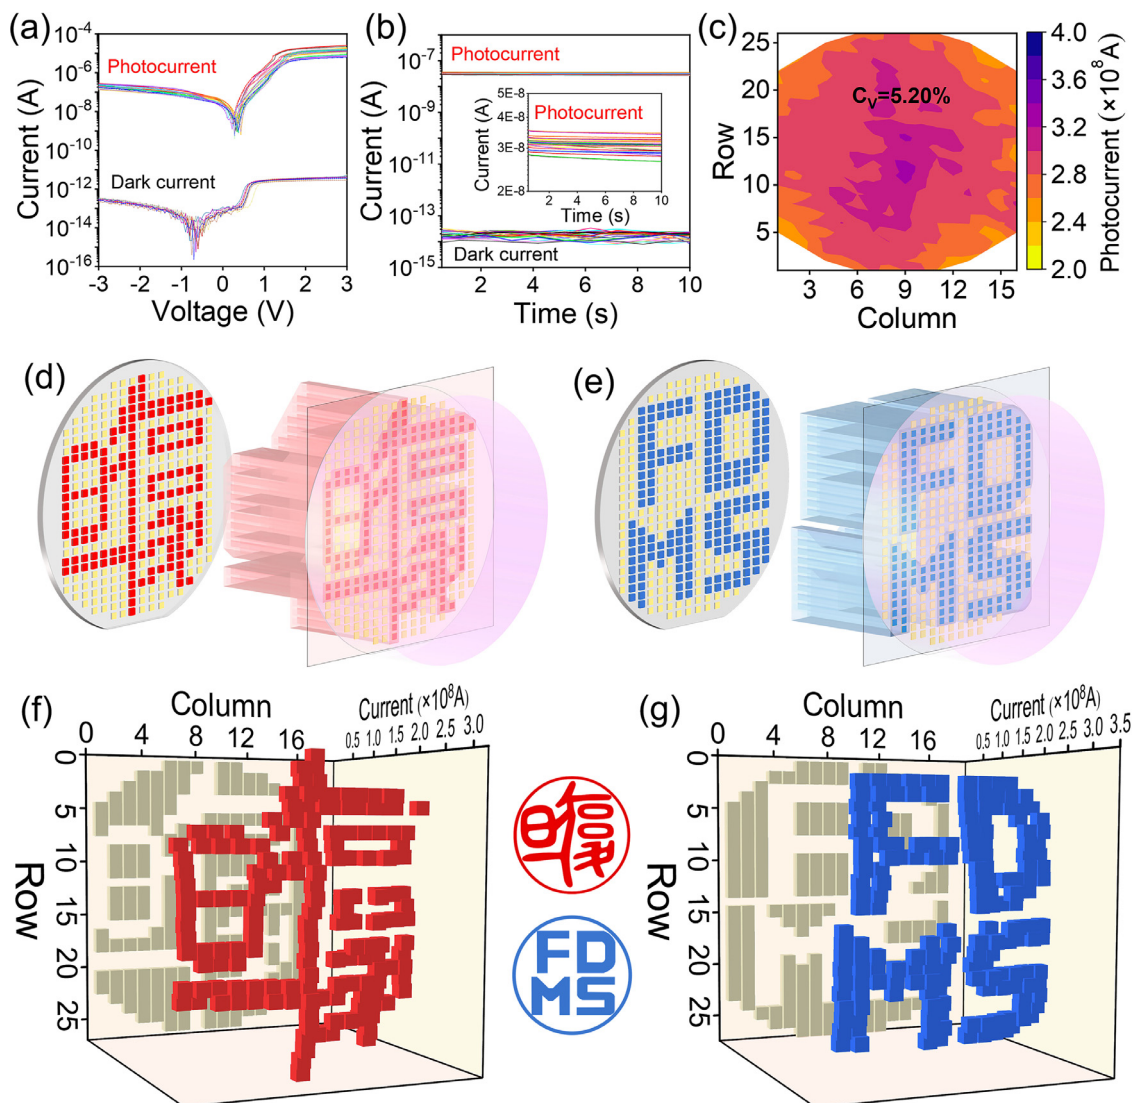 (a)
10⁻⁴
10⁻⁶
10⁻⁸
10⁻¹⁰
10⁻¹²
10⁻¹⁴
10⁻¹⁶
Current (A)
Photocurrent
Dark current
-3 -2 -1 0 1 2 3
Voltage (V)
(b)
10⁻⁷
10⁻⁹
10⁻¹¹
10⁻¹³
10⁻¹⁵
Current (A)
Photocurrent
5E-8
3E-8
2E-8
Current (A)
Photocurrent
2 4 6 8 10
Time (s)
Dark current
2 4 6 8 10
Time (s)
(c)
25
20
15
10
5
Row
Cᵥ=5.20%
3 6 9 12 15
Column
4.0
3.6
3.2
2.8
2.4
2.0
Photocurrent (×10⁸A)
(d)
(e)
FD
MS
(f)
Column
0 4 8 12 16
Current (×10⁸A)
0.5 1.0 1.5 2.0 2.5 3.0
0
5
10
15
20
25
Row
FD
MS
(g)
Column
0 4 8 12 16
Current (×10⁸A)
0.5 1.0 1.5 2.0 2.5 3.0 3.5
0
5
10
15
20
25
Row
FD
MS